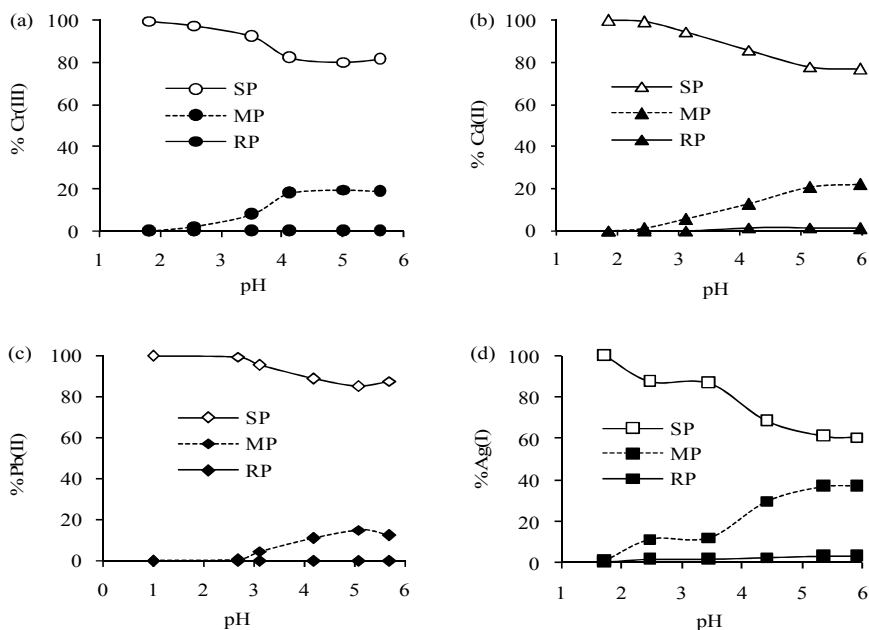 (a)
100
80
60
40
20
0
% Cr(III)
SP
MP
RP
1 2 3 4 5 6
pH
(b)
100
80
60
40
20
0
% Cd(II)
SP
MP
RP
1 2 3 4 5 6
pH
(c)
100
80
60
40
20
0
%Pb(II)
SP
MP
RP
0 1 2 3 4 5 6
pH
(d)
100
80
60
40
20
0
%Ag(I)
SP
MP
RP
1 2 3 4 5 6
pH